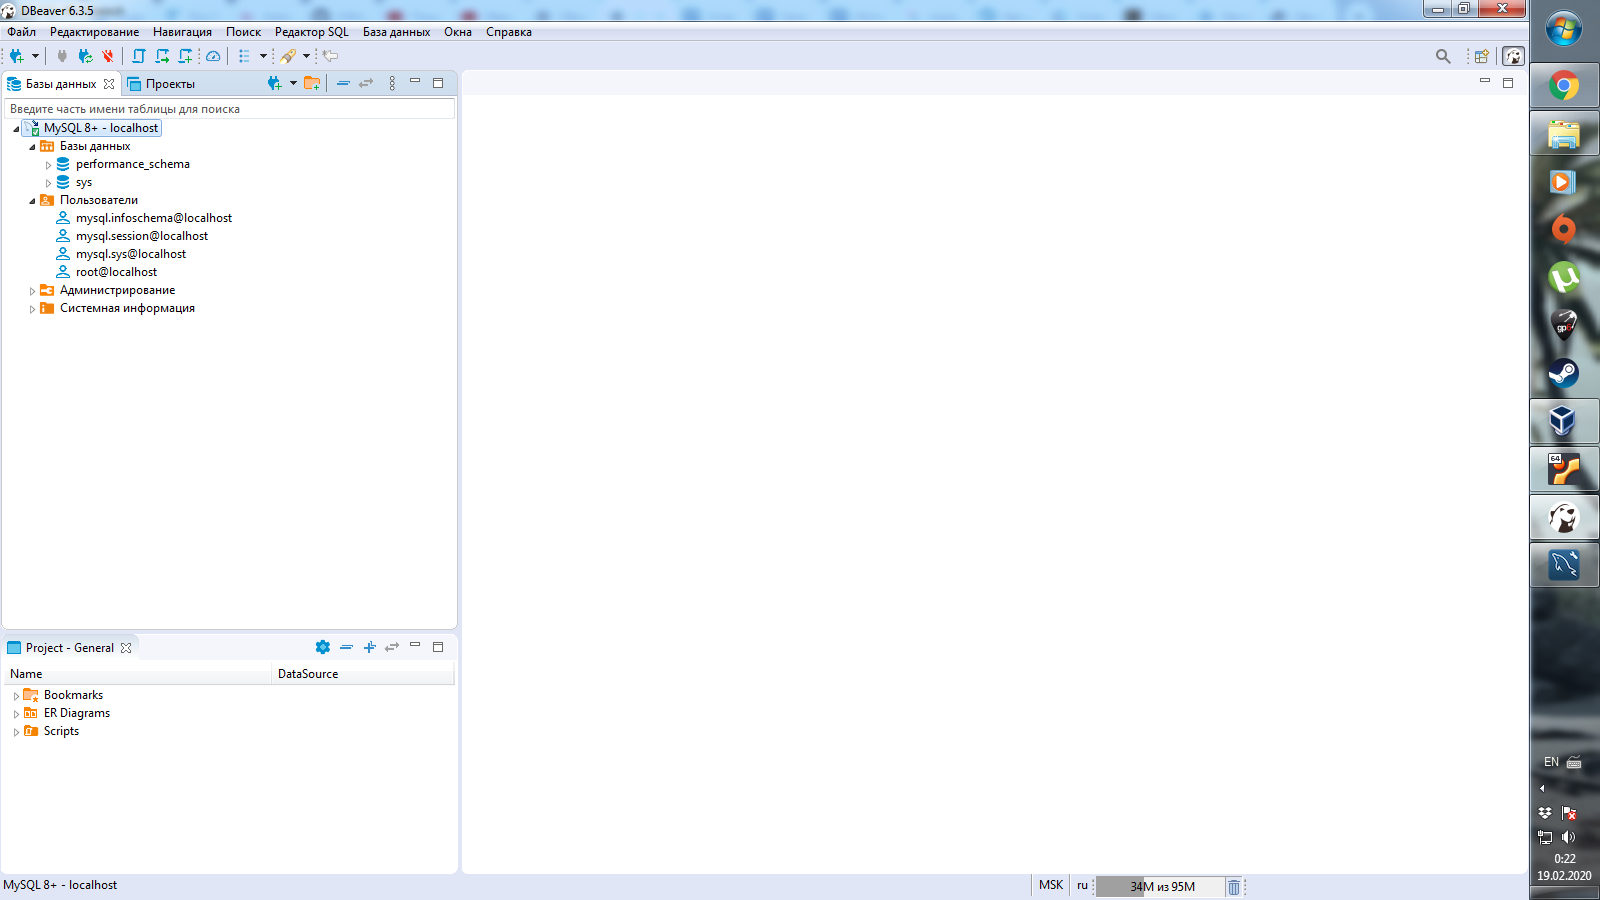 DBeaver 6.3.5
Файл Редактирование Навигация Поиск Редактор SQL База данных Окна Справка
Базы данных Проекты
Введите часть имени таблицы для поиска
MySQL 8+ - localhost
Базы данных
performance_schema
sys
Пользователи
mysql.infoschema@localhost
mysql.session@localhost
mysql.sys@localhost
root@localhost
Администрирование
Системная информация
Project - General
Name DataSource
Bookmarks
ER Diagrams
Scripts
MySQL 8+ - localhost
MSK ru 34M из 95M
gp6
64
EN
0:22
19.02.2020